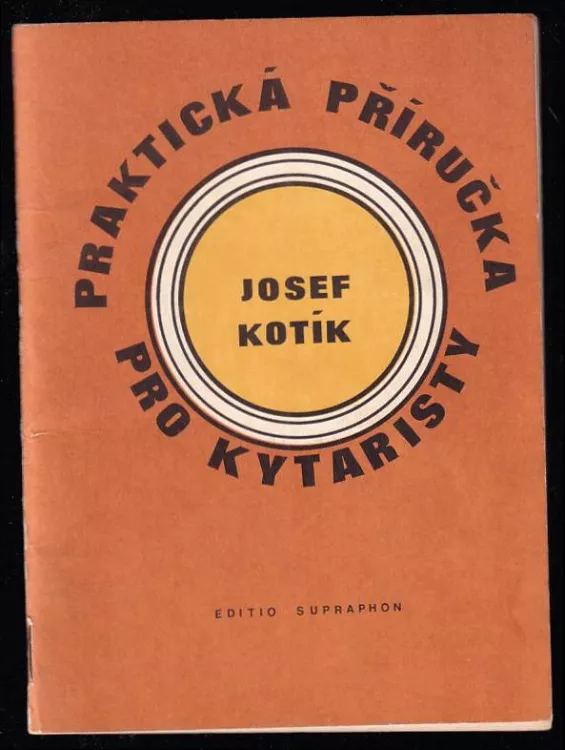 PRAKTICKÁ PŘÍRUČKA
PRO KYTARISTY
JOSEF
KOTÍK
EDITIO SUPRAPHON